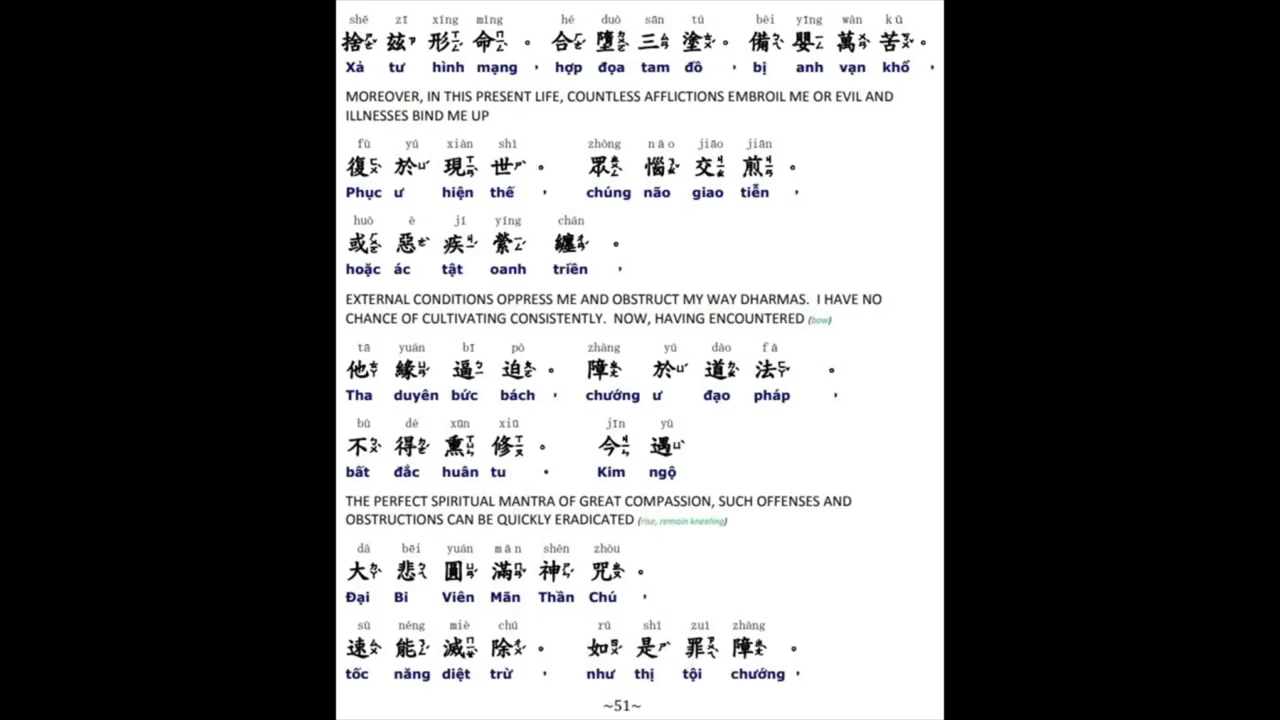 shě zī xíng mìng hé duò sān tú bèi yīng wàn kǔ
捨茲形命。合墮三塗。備嬰萬苦。
Xả tư hình mạng , hợp đọa tam đồ , bị anh vạn khổ ,
MOREOVER, IN THIS PRESENT LIFE, COUNTLESS AFFLICTIONS EMBROIL ME OR EVIL AND
ILLNESSES BIND ME UP
fù yú xiàn shì zhòng nǎo jiāo jiān
復於現世。眾惱交煎。
Phục ư hiện thế , chúng não giao tiễn ,
huò è jí yíng chán
或惡疾縈纏。
hoặc ác tật oanh triền ,
EXTERNAL CONDITIONS OPPRESS ME AND OBSTRUCT MY WAY DHARMAS. I HAVE NO
CHANCE OF CULTIVATING CONSISTENTLY. NOW, HAVING ENCOUNTERED (bow)
tā yuán bī pò zhàng yú dào fǎ
他緣逼迫。障於道法。
Tha duyên bức bách , chướng ư đạo pháp ,
bù dé xūn xiū jīn yù
不得熏修。今遇
bất đắc huân tu . Kim ngộ
THE PERFECT SPIRITUAL MANTRA OF GREAT COMPASSION, SUCH OFFENSES AND
OBSTRUCTIONS CAN BE QUICKLY ERADICATED (rise, remain kneeling)
dà bēi yuán mǎn shén zhòu
大悲圓滿神咒。
Đại Bi Viên Mãn Thần Chú ,
sù néng miè chú rú shì zuì zhàng
速能滅除。如是罪障。
tốc năng diệt trừ , như thị tội chướng ,
~51~